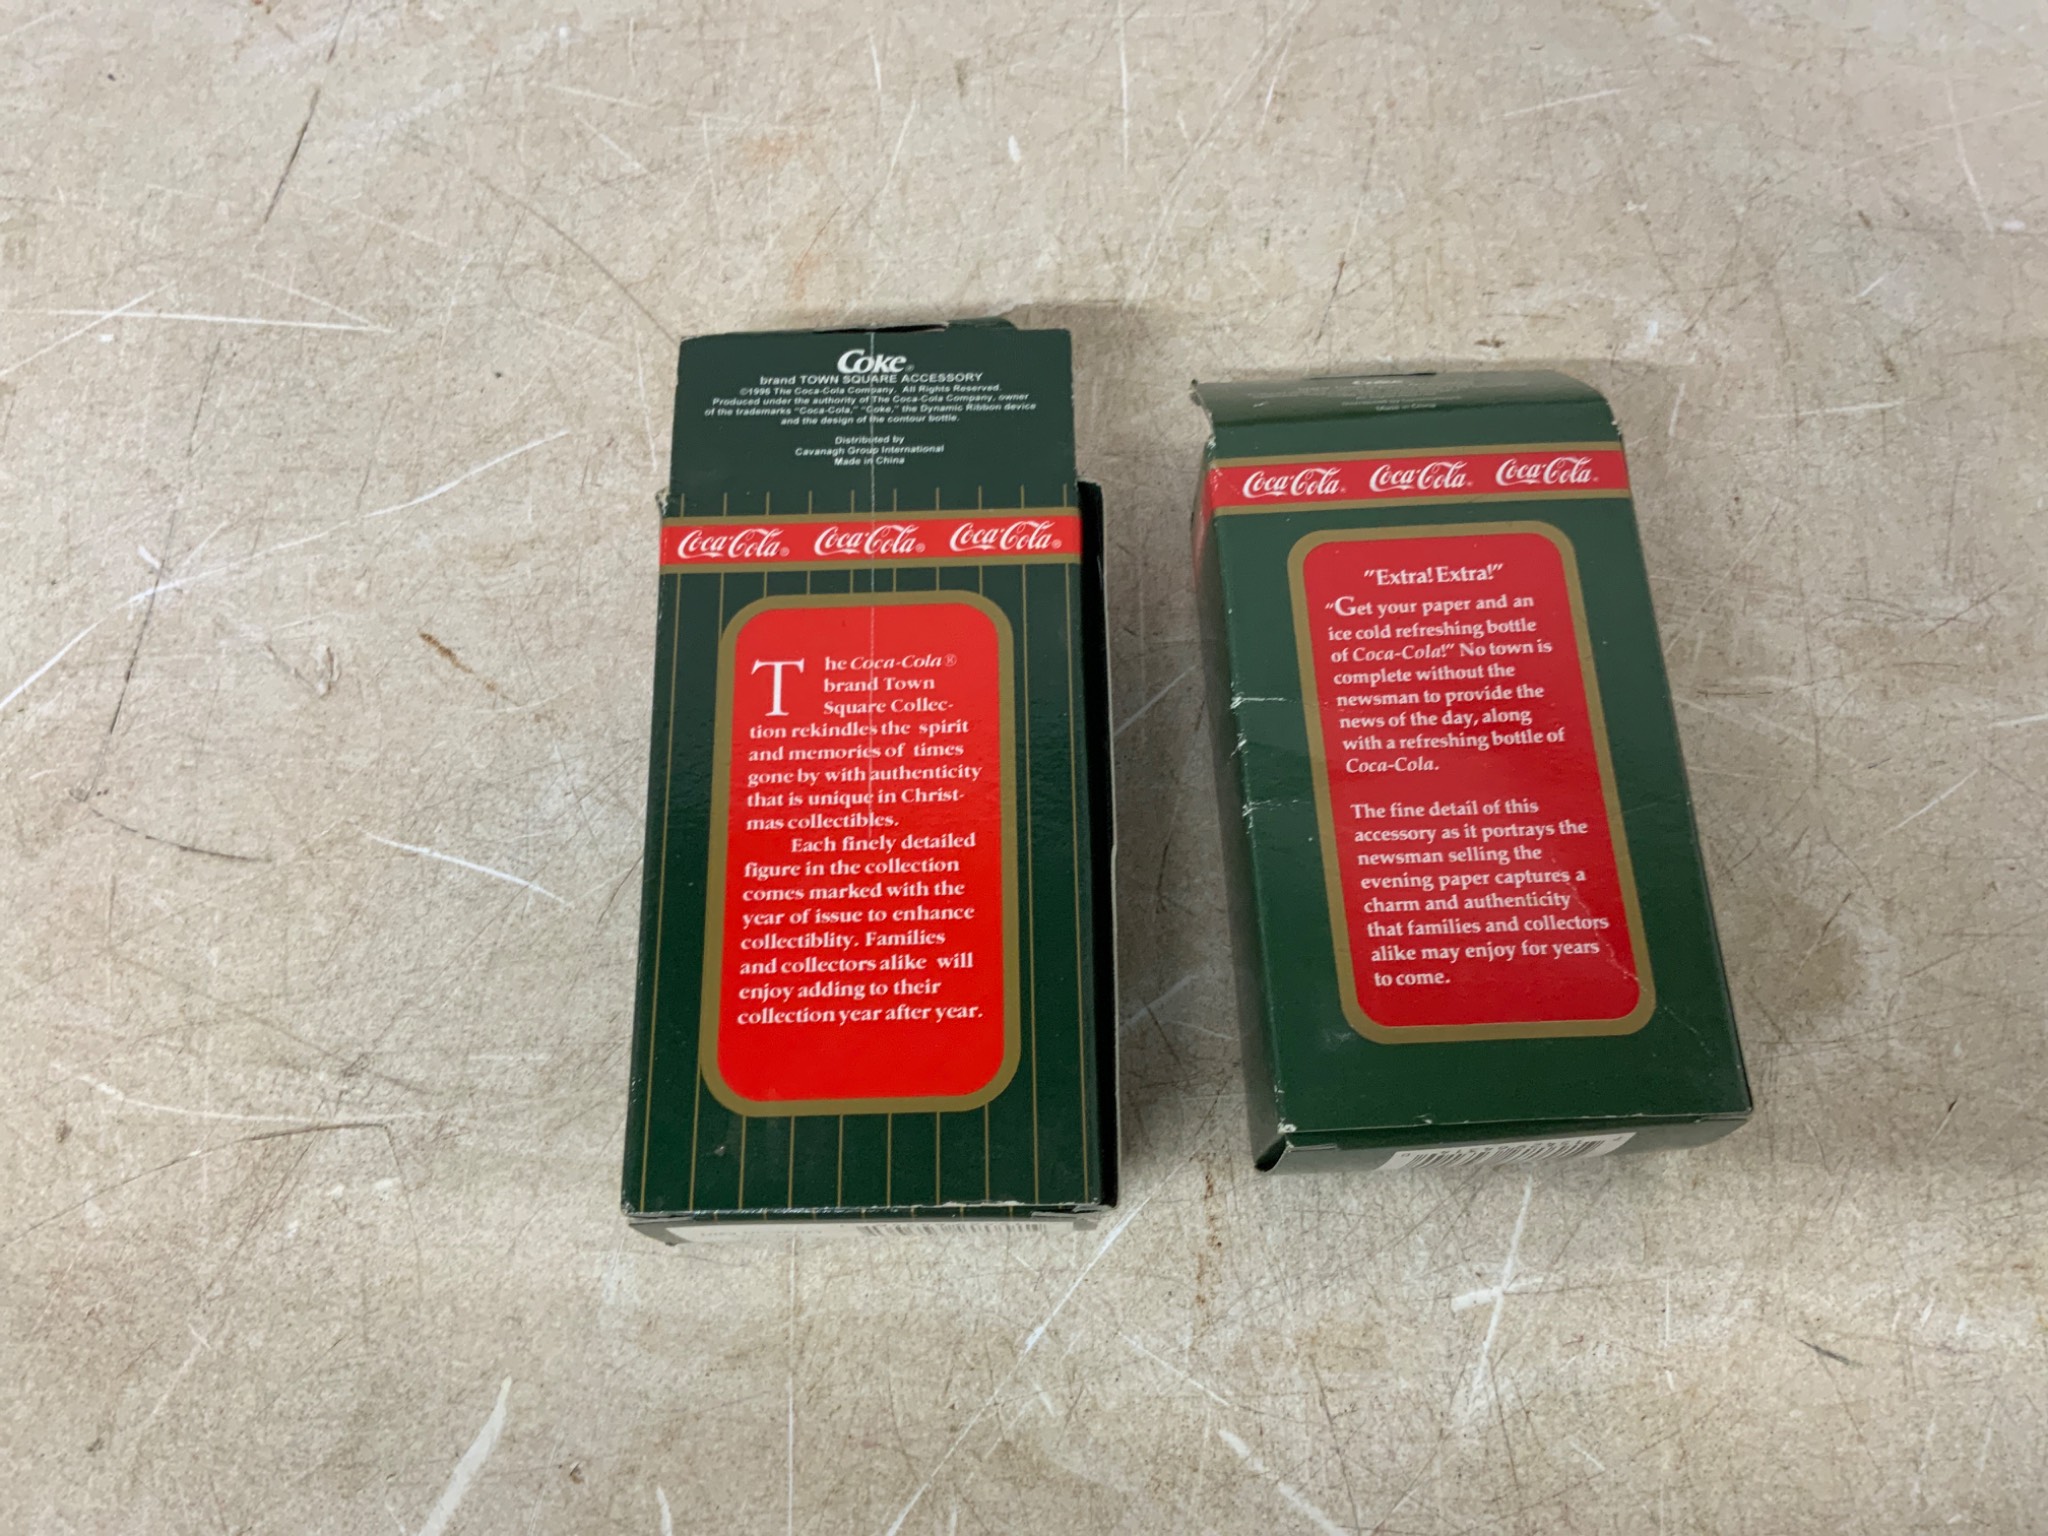 Coke®
brand TOWN SQUARE ACCESSORY
©1996 The Coca-Cola Company. All Rights Reserved.
Produced under the authority of The Coca-Cola Company, owner
of the trademarks "Coca-Cola," "Coke," the Dynamic Ribbon device
and the design of the contour bottle.
Distributed by
Cavanagh Group International
Made in China
Coca-Cola® Coca-Cola® Coca-Cola®
The Coca-Cola®
brand Town
Square Collec-
tion rekindles the spirit
and memories of times
gone by with authenticity
that is unique in Christ-
mas collectibles.
Each finely detailed
figure in the collection
comes marked with the
year of issue to enhance
collectiblity. Families
and collectors alike will
enjoy adding to their
collection year after year.
Coke
Made in China
Coca-Cola® Coca-Cola® Coca-Cola®
"Extra! Extra!"
"Get your paper and an
ice cold refreshing bottle
of Coca-Cola!" No town is
complete without the
newsman to provide the
news of the day, along
with a refreshing bottle of
Coca-Cola.
The fine detail of this
accessory as it portrays the
newsman selling the
evening paper captures a
charm and authenticity
that families and collectors
alike may enjoy for years
to come.